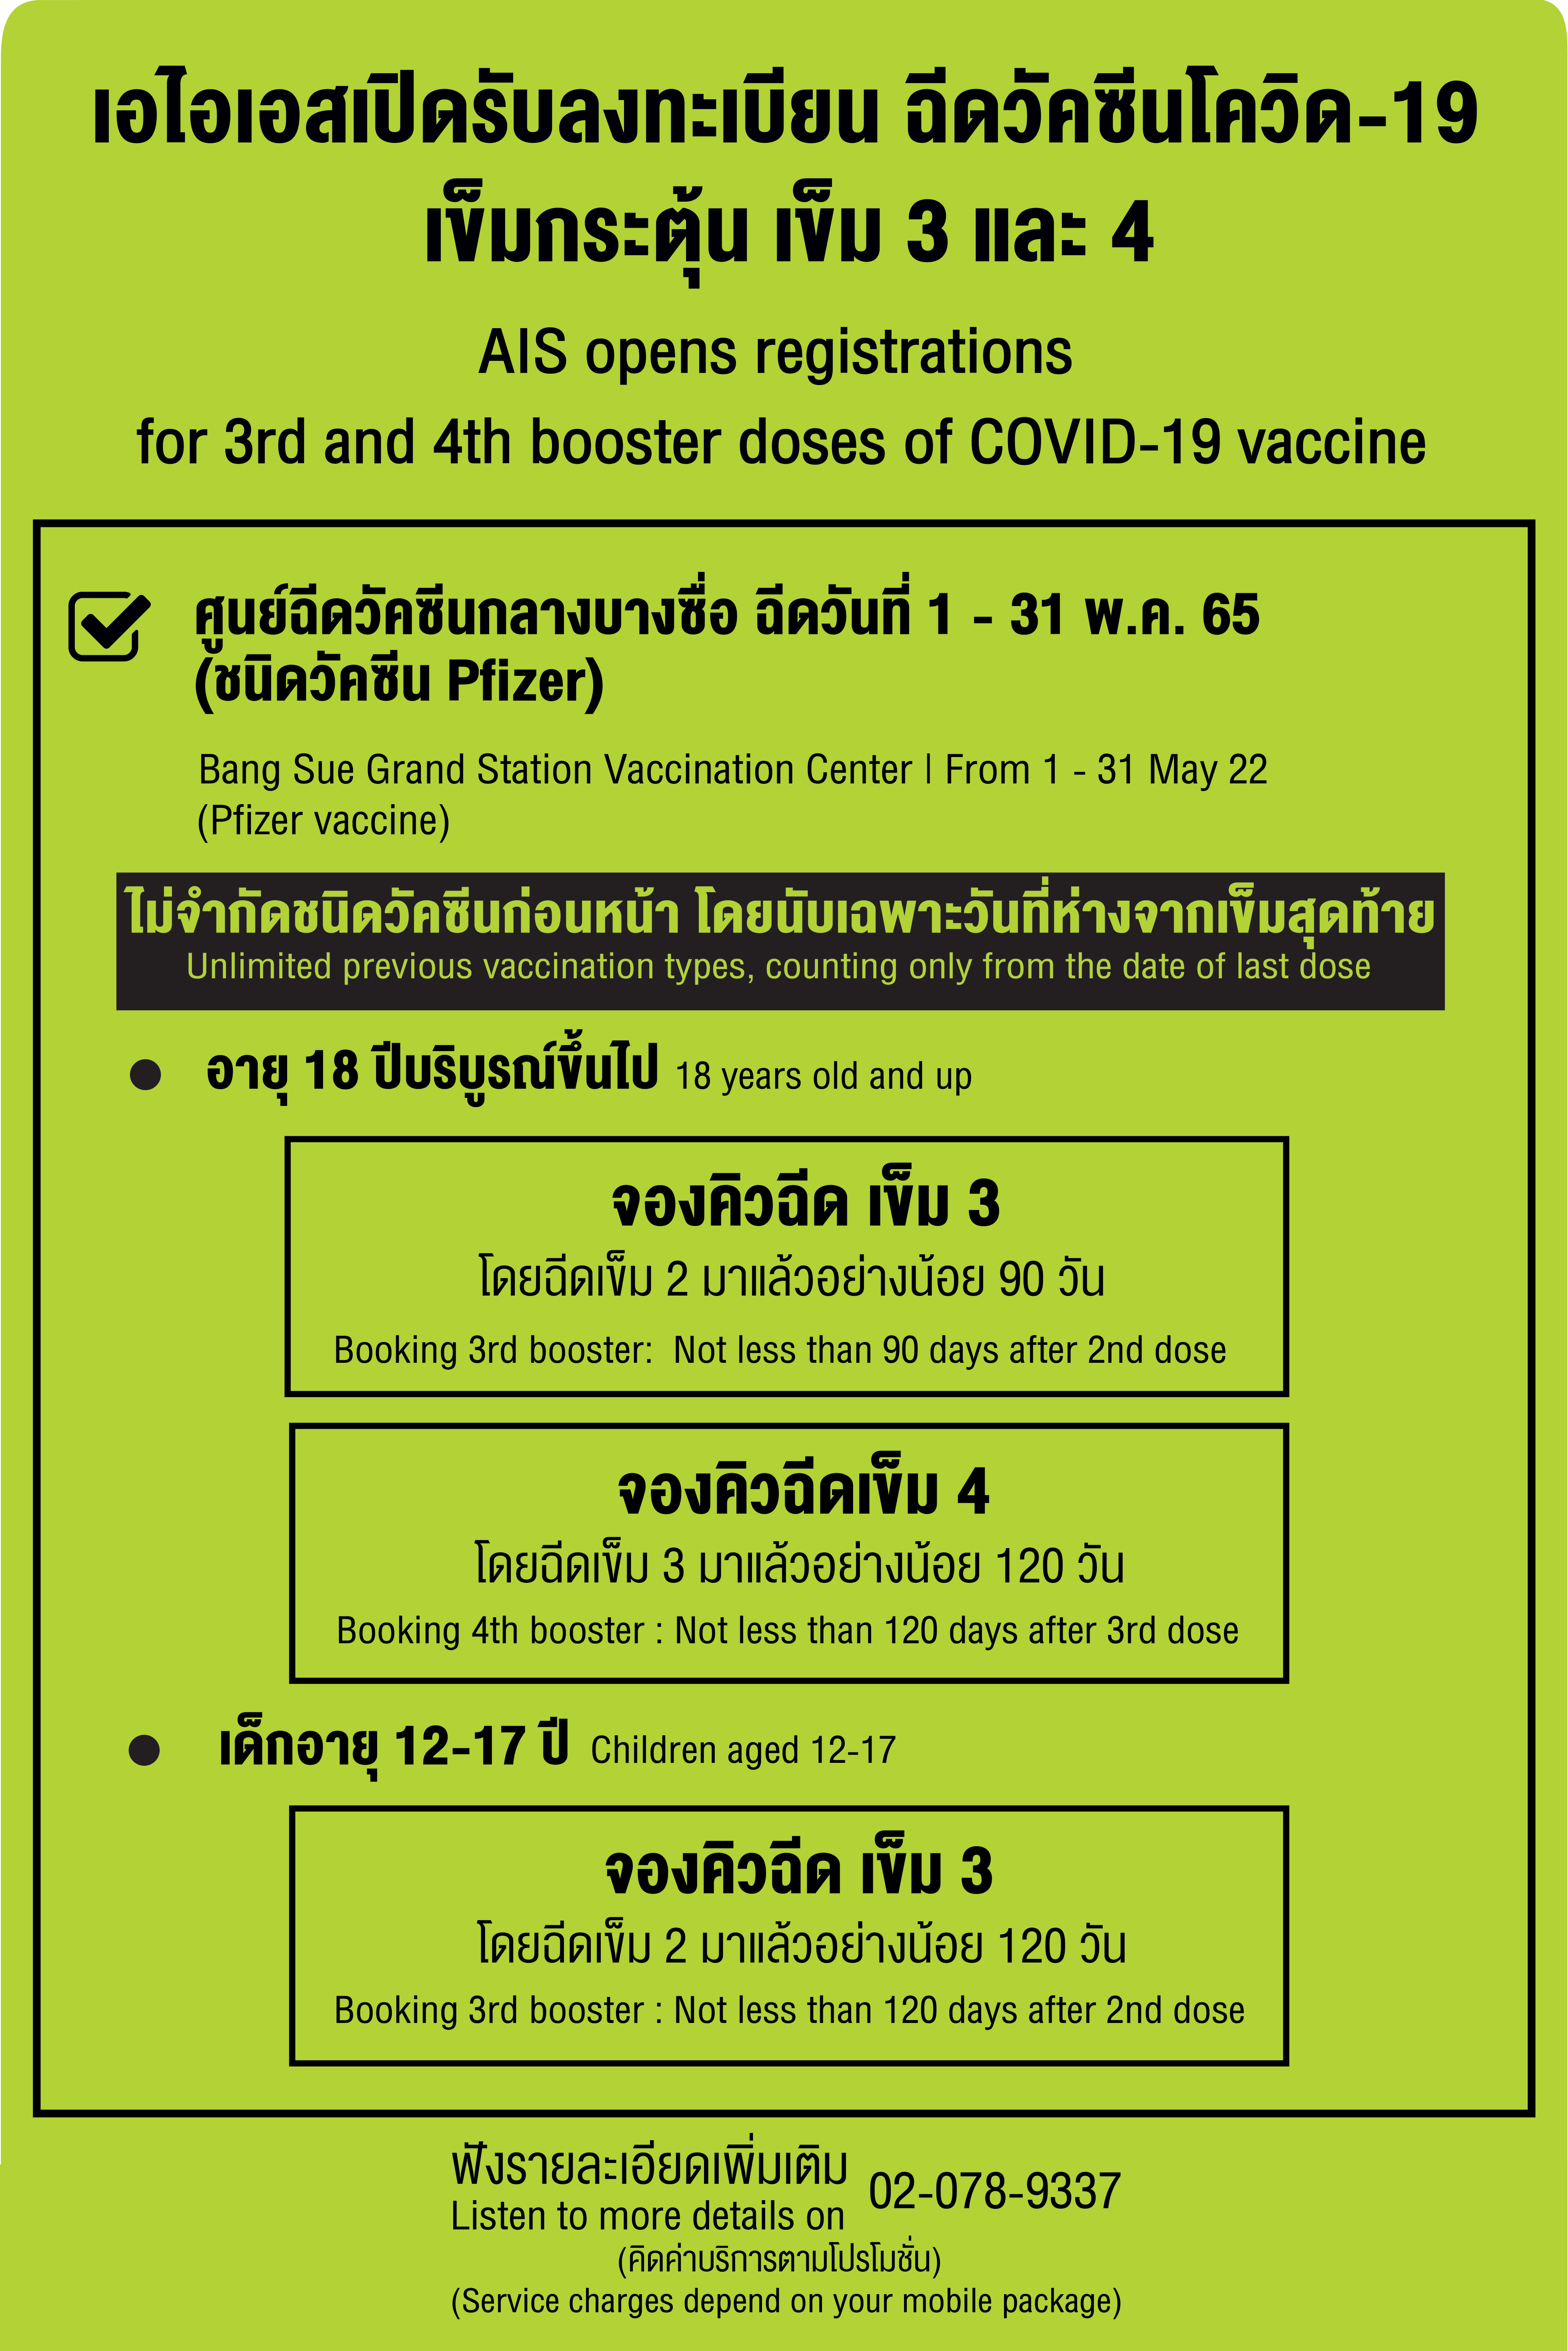 เอไอเอสเปิดรับลงทะเบียน ฉีดวัคซีนโควิด-19
เข็มกระตุ้น เข็ม 3 และ 4
AIS opens registrations
for 3rd and 4th booster doses of COVID-19 vaccine
ศูนย์ฉีดวัคซีนกลางบางซื่อ ฉีดวันที่ 1 - 31 พ.ค. 65
(ชนิดวัคซีน Pfizer)
Bang Sue Grand Station Vaccination Center | From 1 - 31 May 22
(Pfizer vaccine)
ไม่จำกัดชนิดวัคซีนก่อนหน้า โดยนับเฉพาะวันที่ห่างจากเข็มสุดท้าย
Unlimited previous vaccination types, counting only from the date of last dose
● อายุ 18 ปีบริบูรณ์ขึ้นไป 18 years old and up
จองคิวฉีด เข็ม 3
โดยฉีดเข็ม 2 มาแล้วอย่างน้อย 90 วัน
Booking 3rd booster: Not less than 90 days after 2nd dose
จองคิวฉีดเข็ม 4
โดยฉีดเข็ม 3 มาแล้วอย่างน้อย 120 วัน
Booking 4th booster : Not less than 120 days after 3rd dose
● เด็กอายุ 12-17 ปี Children aged 12-17
จองคิวฉีด เข็ม 3
โดยฉีดเข็ม 2 มาแล้วอย่างน้อย 120 วัน
Booking 3rd booster : Not less than 120 days after 2nd dose
ฟังรายละเอียดเพิ่มเติม
Listen to more details on 02-078-9337
(คิดค่าบริการตามโปรโมชั่น)
(Service charges depend on your mobile package)